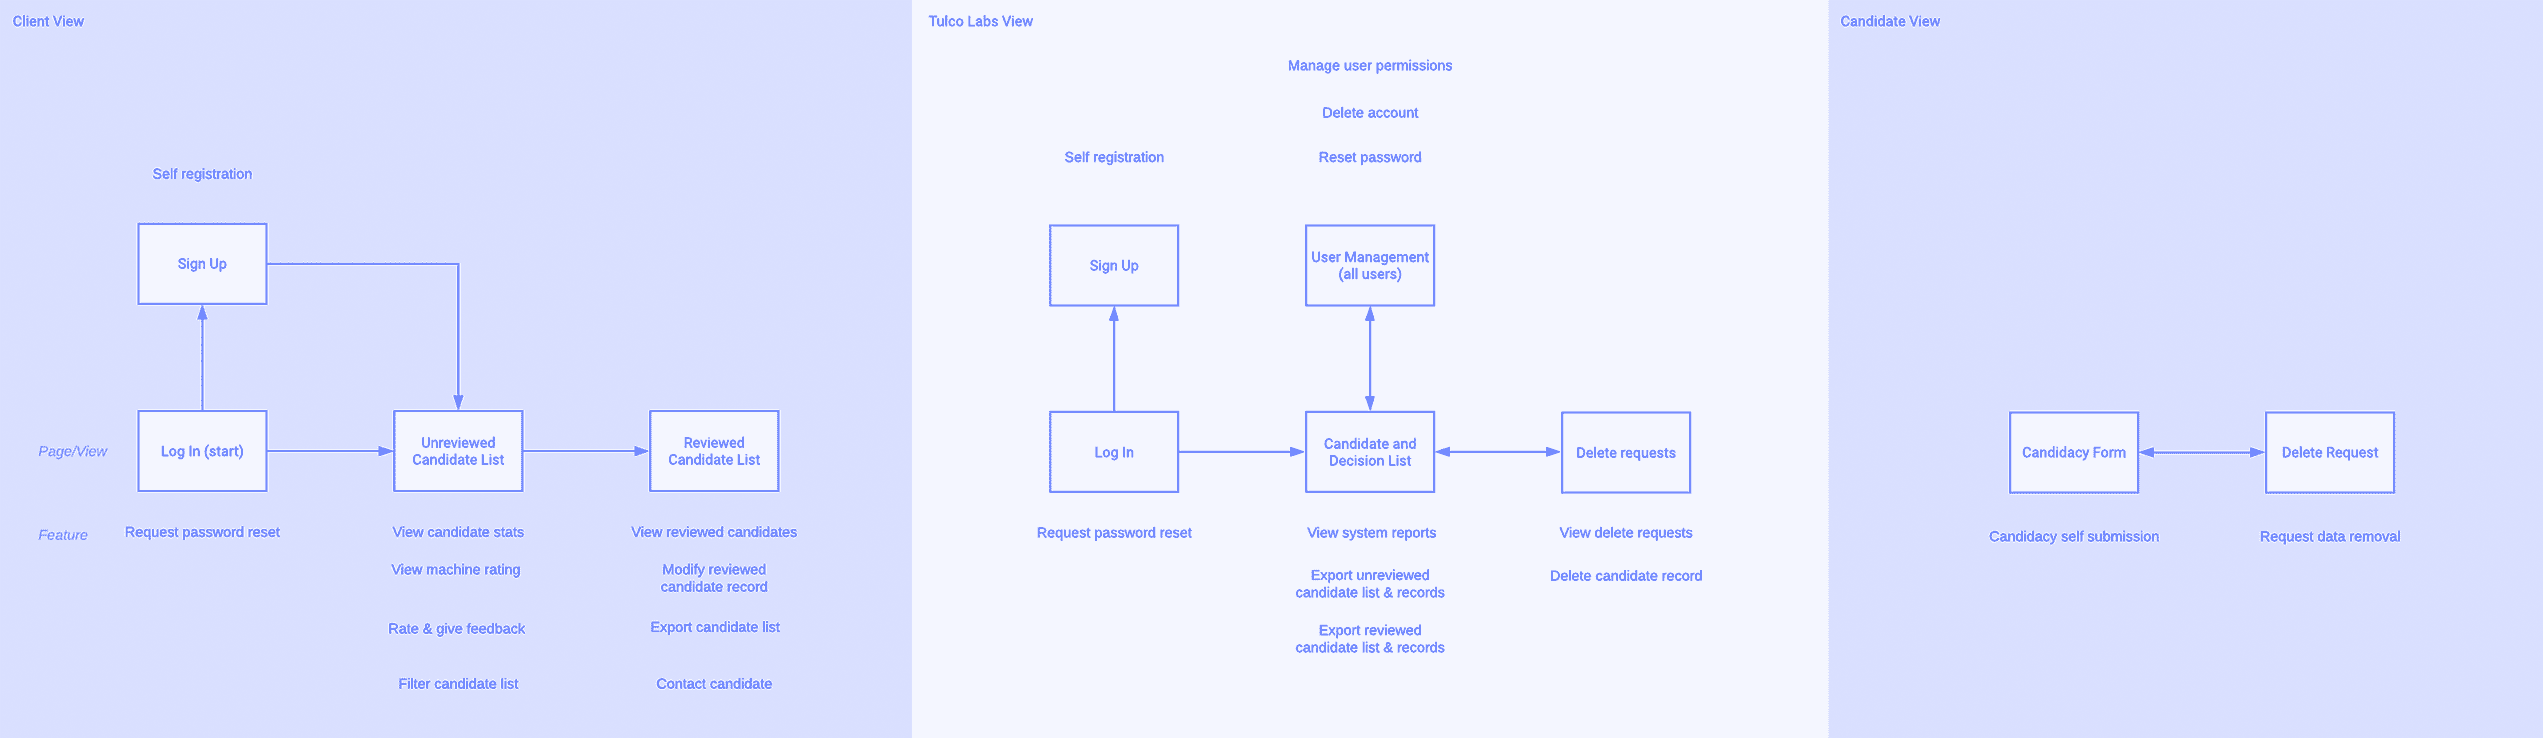 Client View
Self registration
Sign Up
Page/View
Log In (start)
Unreviewed
Candidate List
Reviewed
Candidate List
Feature
Request password reset
View candidate stats
View machine rating
Rate & give feedback
Filter candidate list
View reviewed candidates
Modify reviewed
candidate record
Export candidate list
Contact candidate
Tulco Labs View
Manage user permissions
Delete account
Self registration
Reset password
Sign Up
User Management
(all users)
Log In
Candidate and
Decision List
Delete requests
Request password reset
View system reports
Export unreviewed
candidate list & records
Export reviewed
candidate list & records
View delete requests
Delete candidate record
Candidate View
Candidacy Form
Delete Request
Candidacy self submission
Request data removal